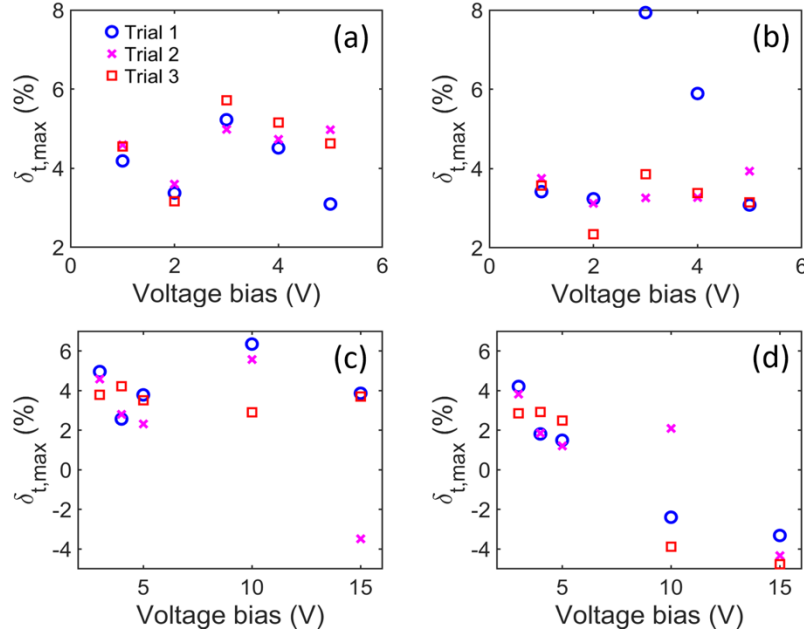 8
6
4
2
δt,max (%)
Trial 1
Trial 2
Trial 3
(a)
0
2
4
6
Voltage bias (V)
8
6
4
2
δt,max (%)
(b)
0
2
4
6
Voltage bias (V)
6
4
2
0
-2
-4
δt,max (%)
(c)
5
10
15
Voltage bias (V)
6
4
2
0
-2
-4
δt,max (%)
(d)
5
10
15
Voltage bias (V)